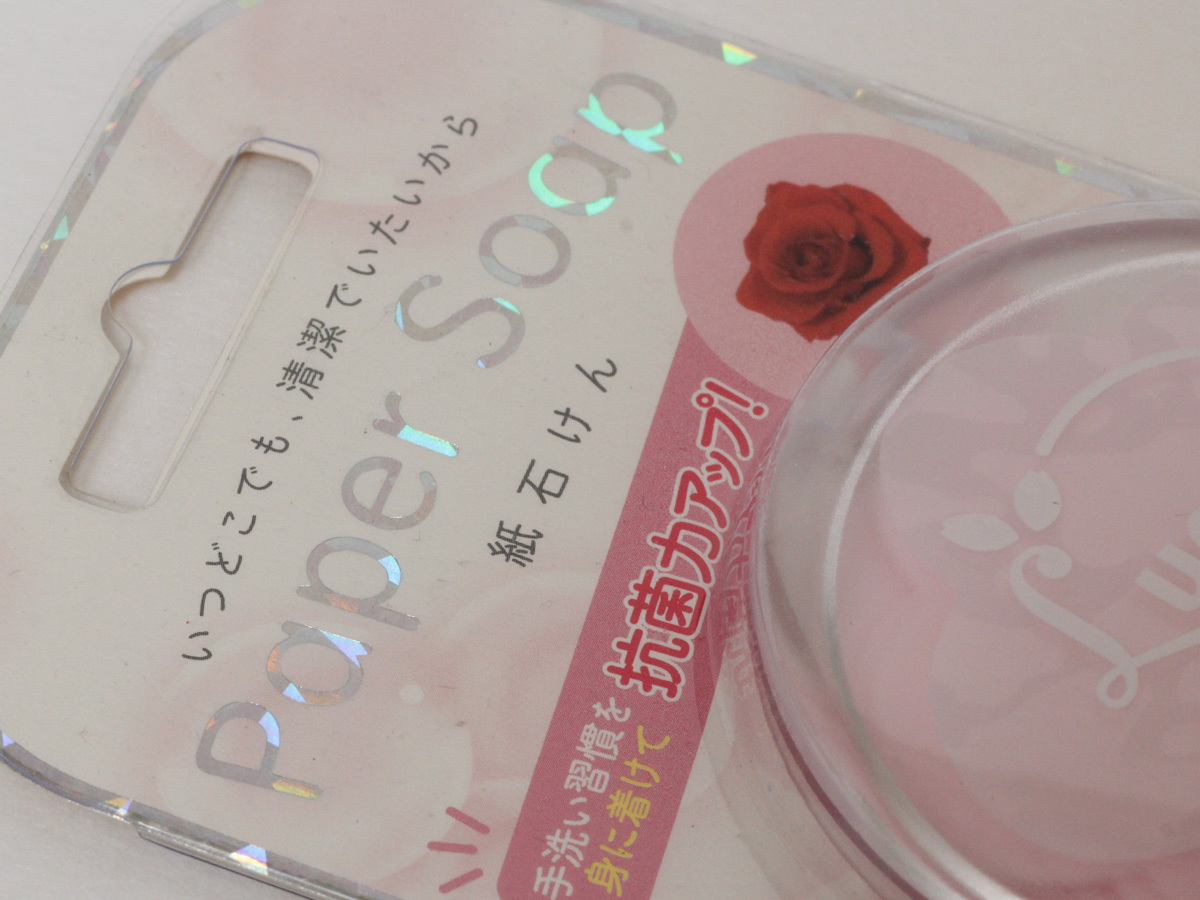 いつどこでも、清潔でいたいから
Paper Soap
紙石けん
手洗い習慣を
身に着けて
抗菌力アップ!